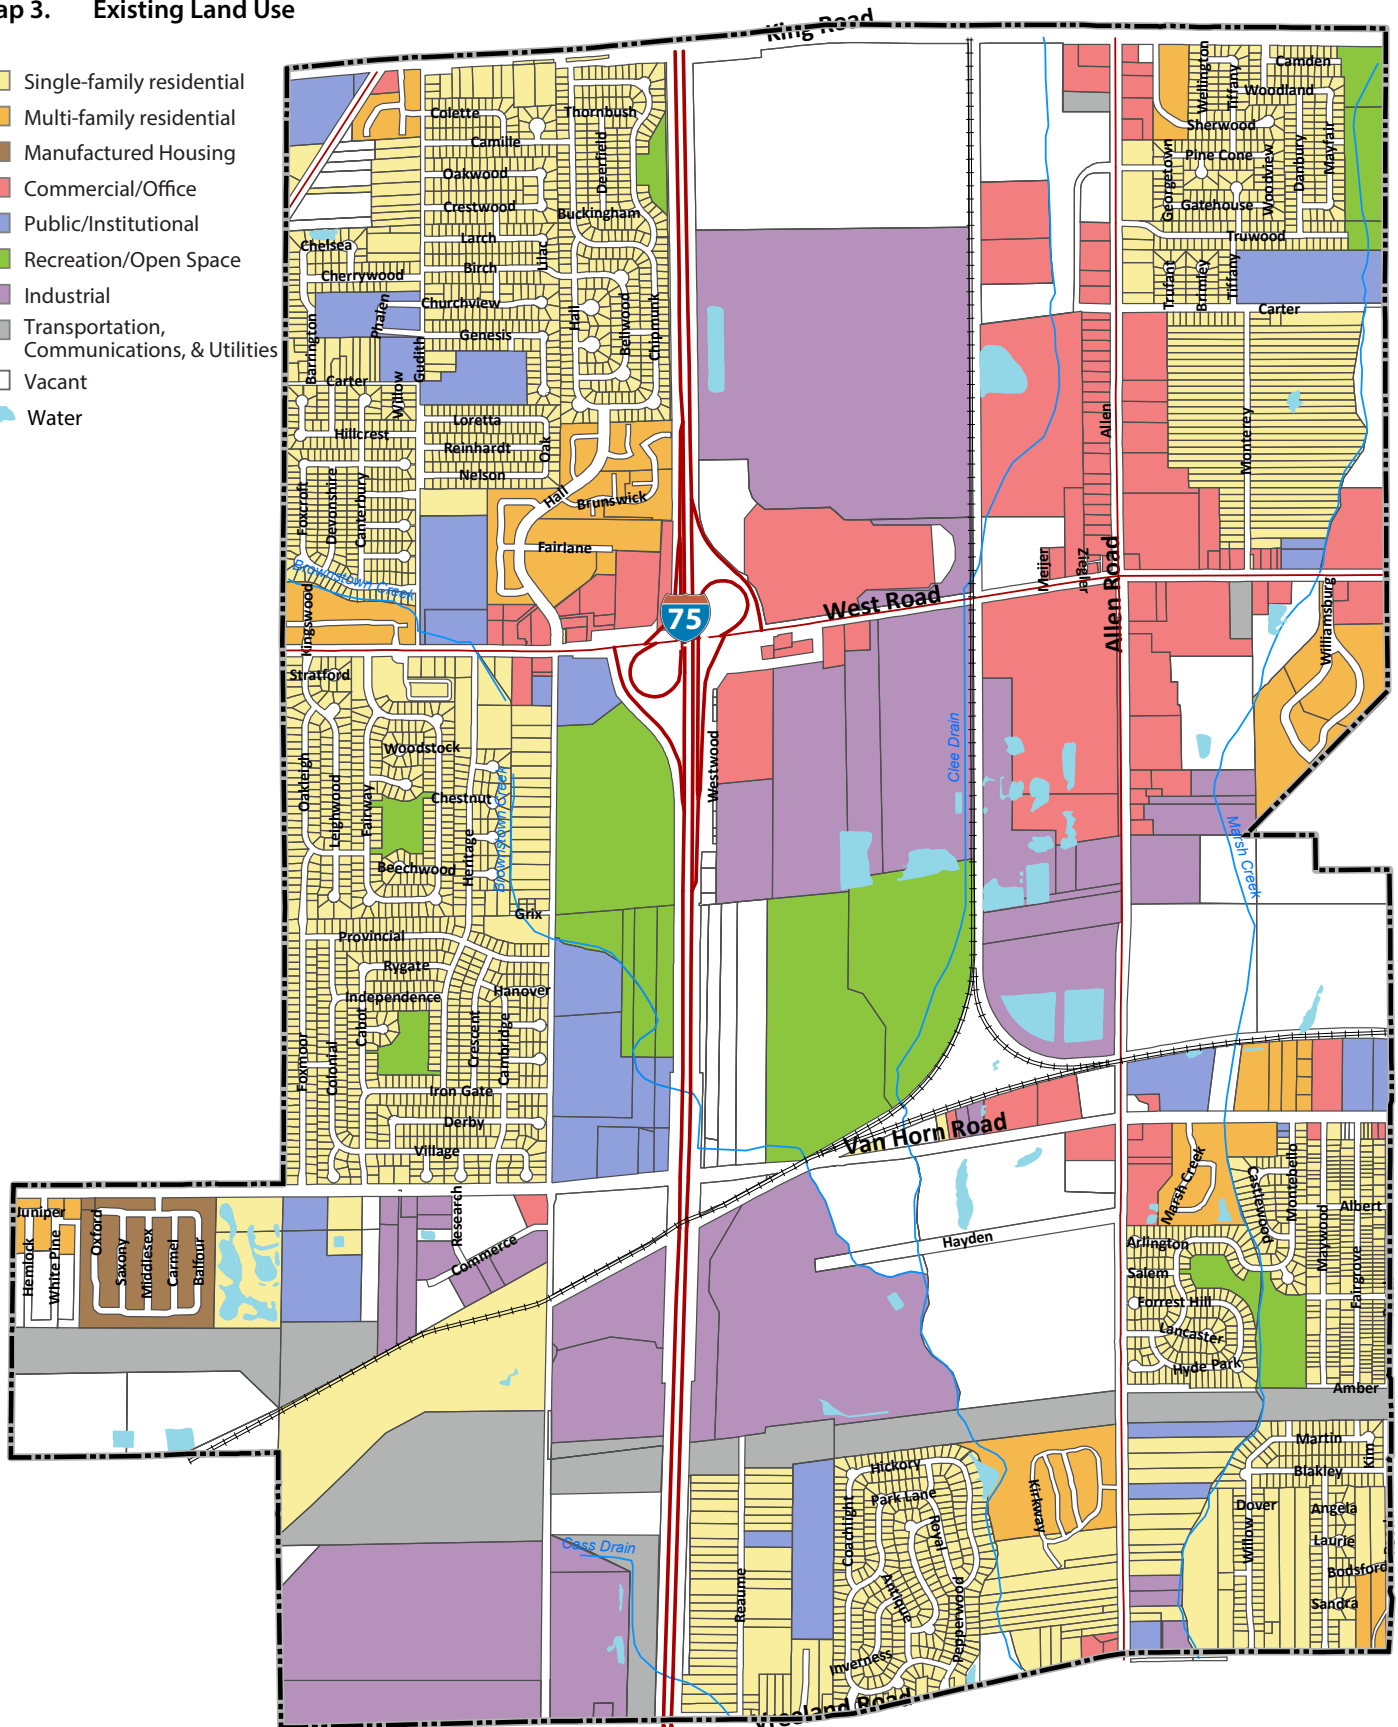 ap 3. Existing Land Use
Single-family residential
Multi-family residential
Manufactured Housing
Commercial/Office
Public/Institutional
Recreation/Open Space
Industrial
Transportation,
Communications, & Utilities
Vacant
Water
King Road
Colette
Thornbush
Camille
Deerfield
Oakwood
Crestwood
Buckingham
Chelsea
Larch
Lilac
Cherrywood
Birch
Phalen
Churchview
Hall
Bellwood
Chipmunk
Barrington
Genesis
Gudith
Carter
Willow
Loretta
Hillcrest
Reinhardt
Oak
Nelson
Foxcroft
Devonshire
Canterbury
Hall
Brunswick
Fairlane
Brownstown Creek
Kingswood
75
West Road
Wellington
Tiffany
Camden
Woodland
Sherwood
Georgetown
Pine Cone
Woodview
Danbury
Mayfair
Gatehouse
Truwood
Trufant
Brimley
Tiffany
Carter
Allen
Monterey
Meijer
Ziegler
Allen Road
Williamsburg
Stratford
Woodstock
Oakleigh
Leighwood
Fairway
Chestnut
Heritage
Brownstown Creek
Beechwood
Westwood
Clee Drain
Marsh Creek
Grix
Provincial
Rygate
Independence
Hanover
Cabot
Crescent
Cambridge
Foxmoor
Colonial
Iron Gate
Derby
Village
Van Horn Road
Marsh Creek
Castlewood
Montebello
Maywood
Albert
Fairgrove
Arlington
Salem
Forrest Hill
Lancaster
Hyde Park
Amber
Hayden
Juniper
Hemlock
White Pine
Oxford
Saxony
Middlesex
Carmel
Balfour
Research
Commerce
Hickory
Park Lane
Coachlight
Royal
Antique
Pepperwood
Inverness
Kirkway
Reaume
Cass Drain
Martin
Kim
Blakley
Dover
Angela
Willow
Laurie
Bodsford
Sandra
Vreeland Road